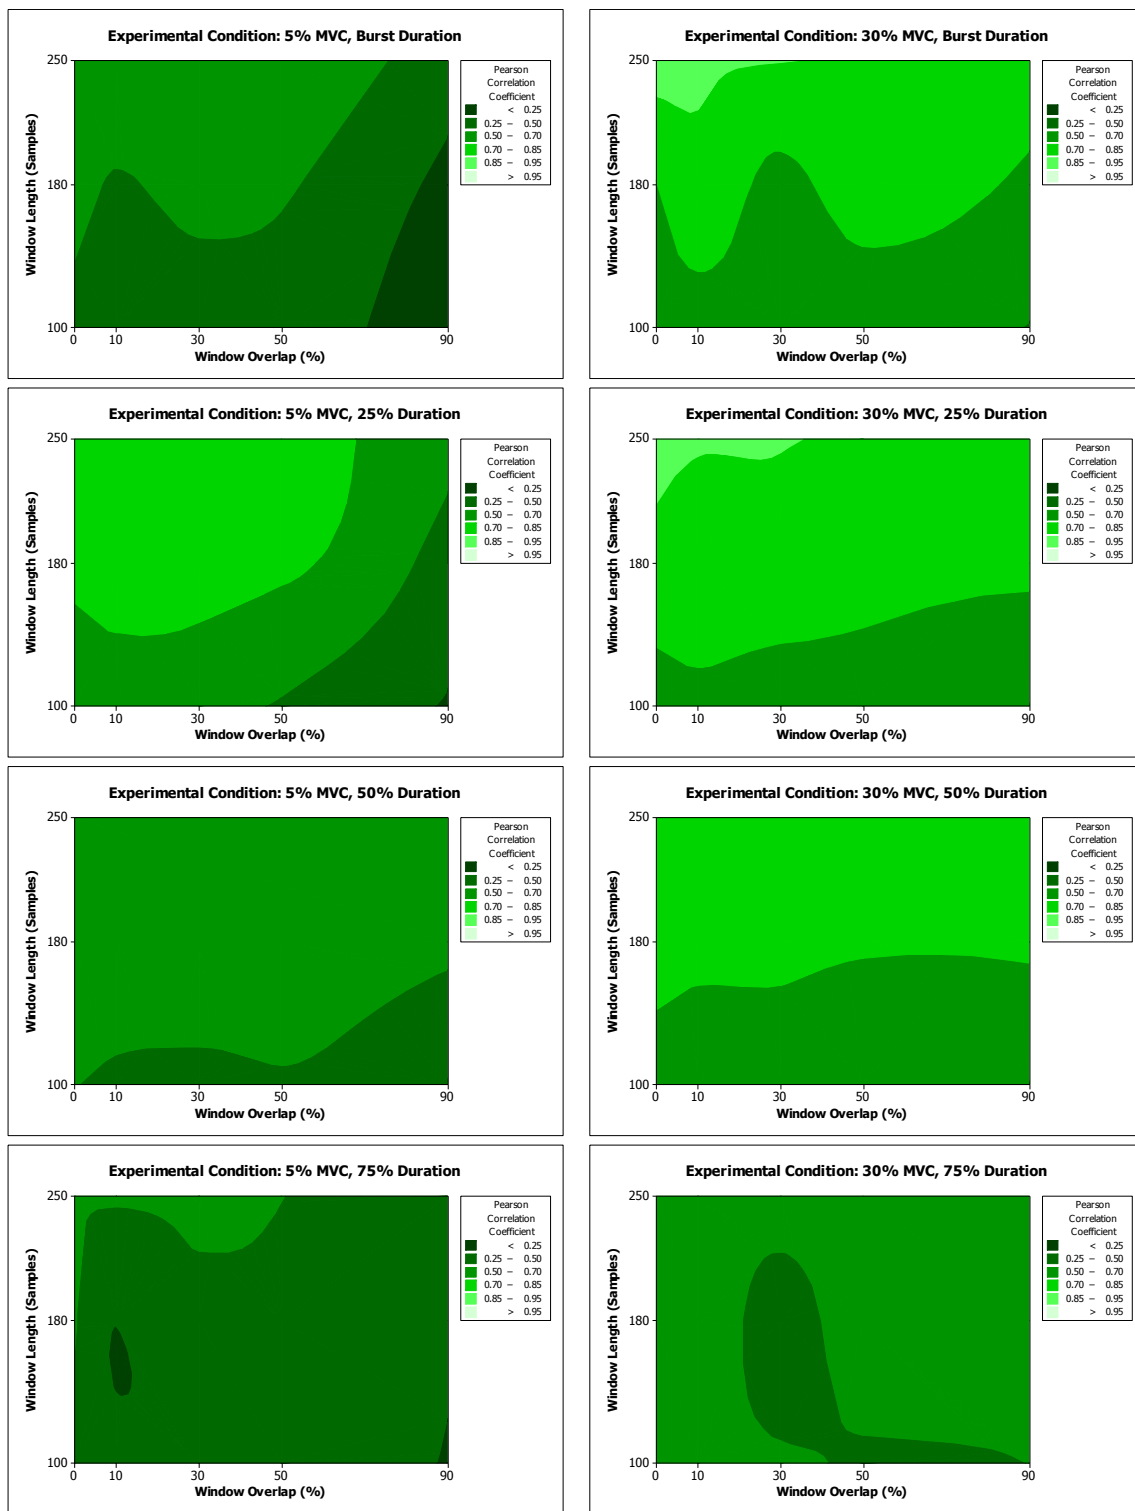 Experimental Condition: 5% MVC, Burst Duration
Window Length (Samples)
250
180
100
0 10 30 50 90
Window Overlap (%)
Pearson
Correlation
Coefficient
< 0.25
0.25 – 0.50
0.50 – 0.70
0.70 – 0.85
0.85 – 0.95
> 0.95
Experimental Condition: 30% MVC, Burst Duration
Window Length (Samples)
250
180
100
0 10 30 50 90
Window Overlap (%)
Pearson
Correlation
Coefficient
< 0.25
0.25 – 0.50
0.50 – 0.70
0.70 – 0.85
0.85 – 0.95
> 0.95
Experimental Condition: 5% MVC, 25% Duration
Window Length (Samples)
250
180
100
0 10 30 50 90
Window Overlap (%)
Pearson
Correlation
Coefficient
< 0.25
0.25 – 0.50
0.50 – 0.70
0.70 – 0.85
0.85 – 0.95
> 0.95
Experimental Condition: 30% MVC, 25% Duration
Window Length (Samples)
250
180
100
0 10 30 50 90
Window Overlap (%)
Pearson
Correlation
Coefficient
< 0.25
0.25 – 0.50
0.50 – 0.70
0.70 – 0.85
0.85 – 0.95
> 0.95
Experimental Condition: 5% MVC, 50% Duration
Window Length (Samples)
250
180
100
0 10 30 50 90
Window Overlap (%)
Pearson
Correlation
Coefficient
< 0.25
0.25 – 0.50
0.50 – 0.70
0.70 – 0.85
0.85 – 0.95
> 0.95
Experimental Condition: 30% MVC, 50% Duration
Window Length (Samples)
250
180
100
0 10 30 50 90
Window Overlap (%)
Pearson
Correlation
Coefficient
< 0.25
0.25 – 0.50
0.50 – 0.70
0.70 – 0.85
0.85 – 0.95
> 0.95
Experimental Condition: 5% MVC, 75% Duration
Window Length (Samples)
250
180
100
0 10 30 50 90
Window Overlap (%)
Pearson
Correlation
Coefficient
< 0.25
0.25 – 0.50
0.50 – 0.70
0.70 – 0.85
0.85 – 0.95
> 0.95
Experimental Condition: 30% MVC, 75% Duration
Window Length (Samples)
250
180
100
0 10 30 50 90
Window Overlap (%)
Pearson
Correlation
Coefficient
< 0.25
0.25 – 0.50
0.50 – 0.70
0.70 – 0.85
0.85 – 0.95
> 0.95